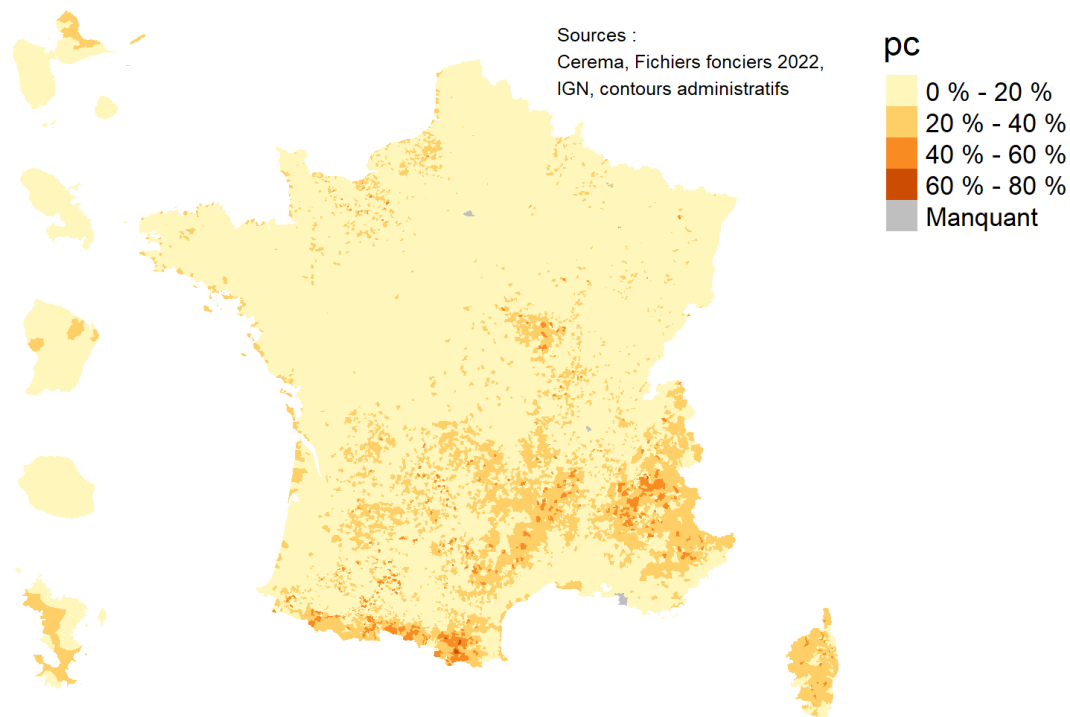 Sources :
Cerema, Fichiers fonciers 2022,
IGN, contours administratifs
pc
0 % - 20 %
20 % - 40 %
40 % - 60 %
60 % - 80 %
Manquant